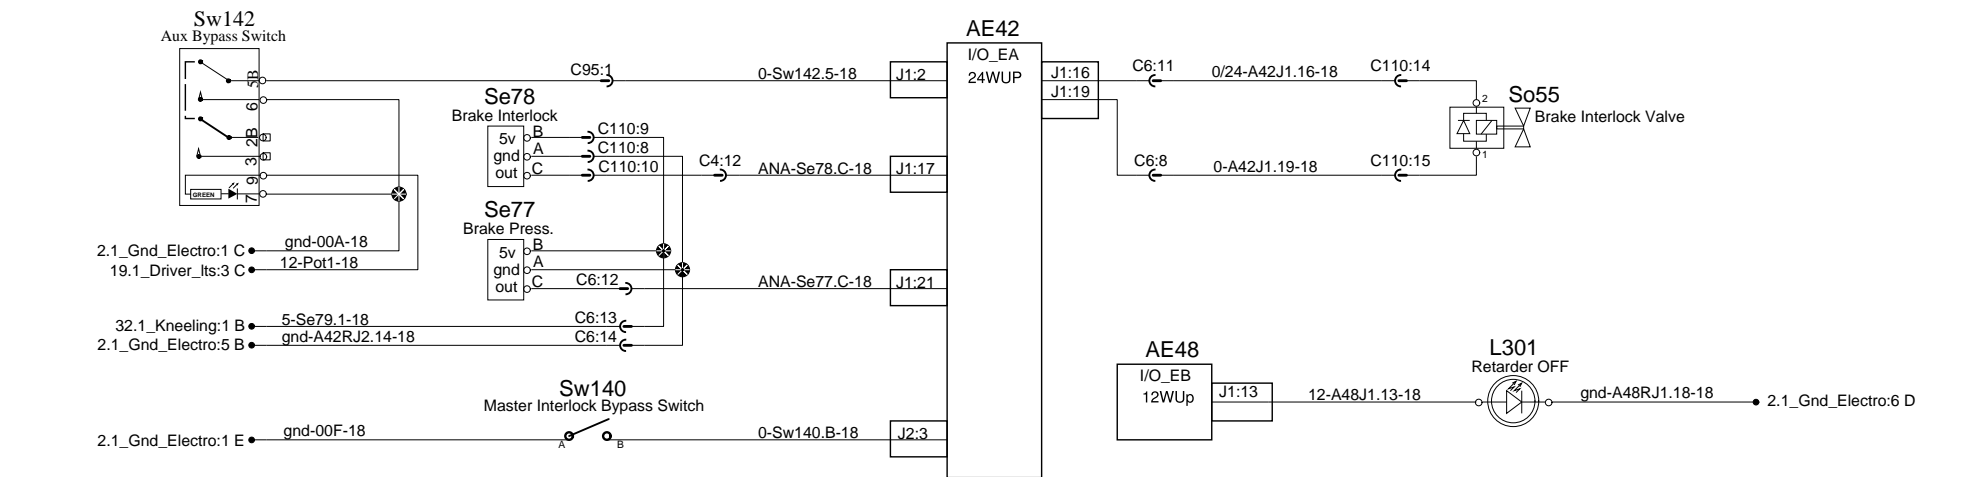 Sw142
Aux Bypass Switch
5B
6
2B
3
9
7
GREEN
C95:1
0-Sw142.5-18
J1:2
AE42
I/O_EA
24WUP
J1:16
J1:19
C6:11
0/24-A42J1.16-18
C110:14
2
So55
Brake Interlock Valve
1
C6:8
0-A42J1.19-18
C110:15
Se78
Brake Interlock
5v
gnd
out
B
A
C
C110:9
C110:8
C110:10
C4:12
ANA-Se78.C-18
J1:17
Se77
Brake Press.
5v
gnd
out
B
A
C
C6:12
ANA-Se77.C-18
J1:21
2.1_Gnd_Electro:1 C
gnd-00A-18
19.1_Driver_lts:3 C
12-Pot1-18
32.1_Kneeling:1 B
5-Se79.1-18
C6:13
2.1_Gnd_Electro:5 B
gnd-A42RJ2.14-18
C6:14
Sw140
Master Interlock Bypass Switch
2.1_Gnd_Electro:1 E
gnd-00F-18
A
B
0-Sw140.B-18
J2:3
AE48
I/O_EB
12WUp
J1:13
12-A48J1.13-18
L301
Retarder OFF
gnd-A48RJ1.18-18
2.1_Gnd_Electro:6 D